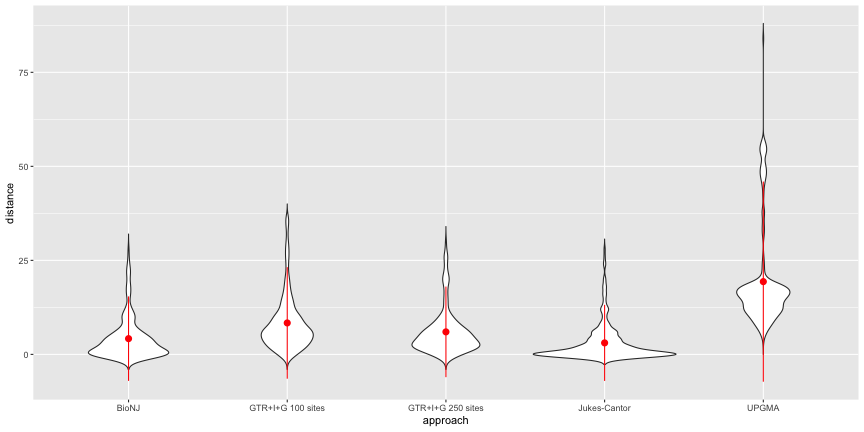 distance
75
50
25
0
BioNJ
GTR+I+G 100 sites
GTR+I+G 250 sites
Jukes-Cantor
UPGMA
approach